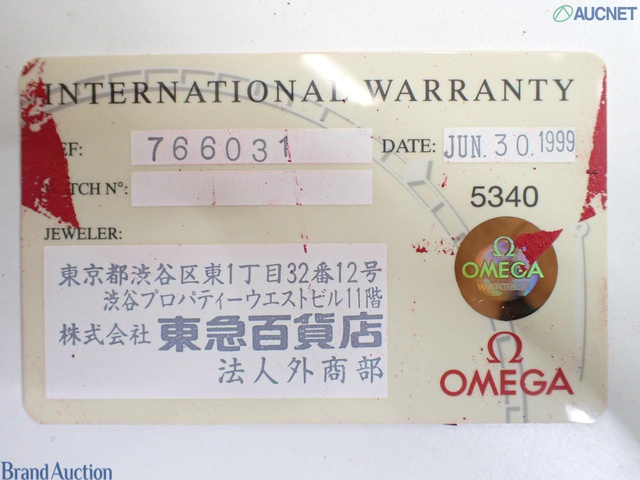 AUCNET
INTERNATIONAL WARRANTY
EF: 766031 DATE: JUN. 30. 1999
TCH N°:
5340
JEWELER:
東京都渋谷区東1丁目32番12号
渋谷プロパティーウエストビル11階
株式会社 東急百貨店
法人外商部
Ω
OMEGA
WATCHES
Ω
OMEGA
Brand Auction